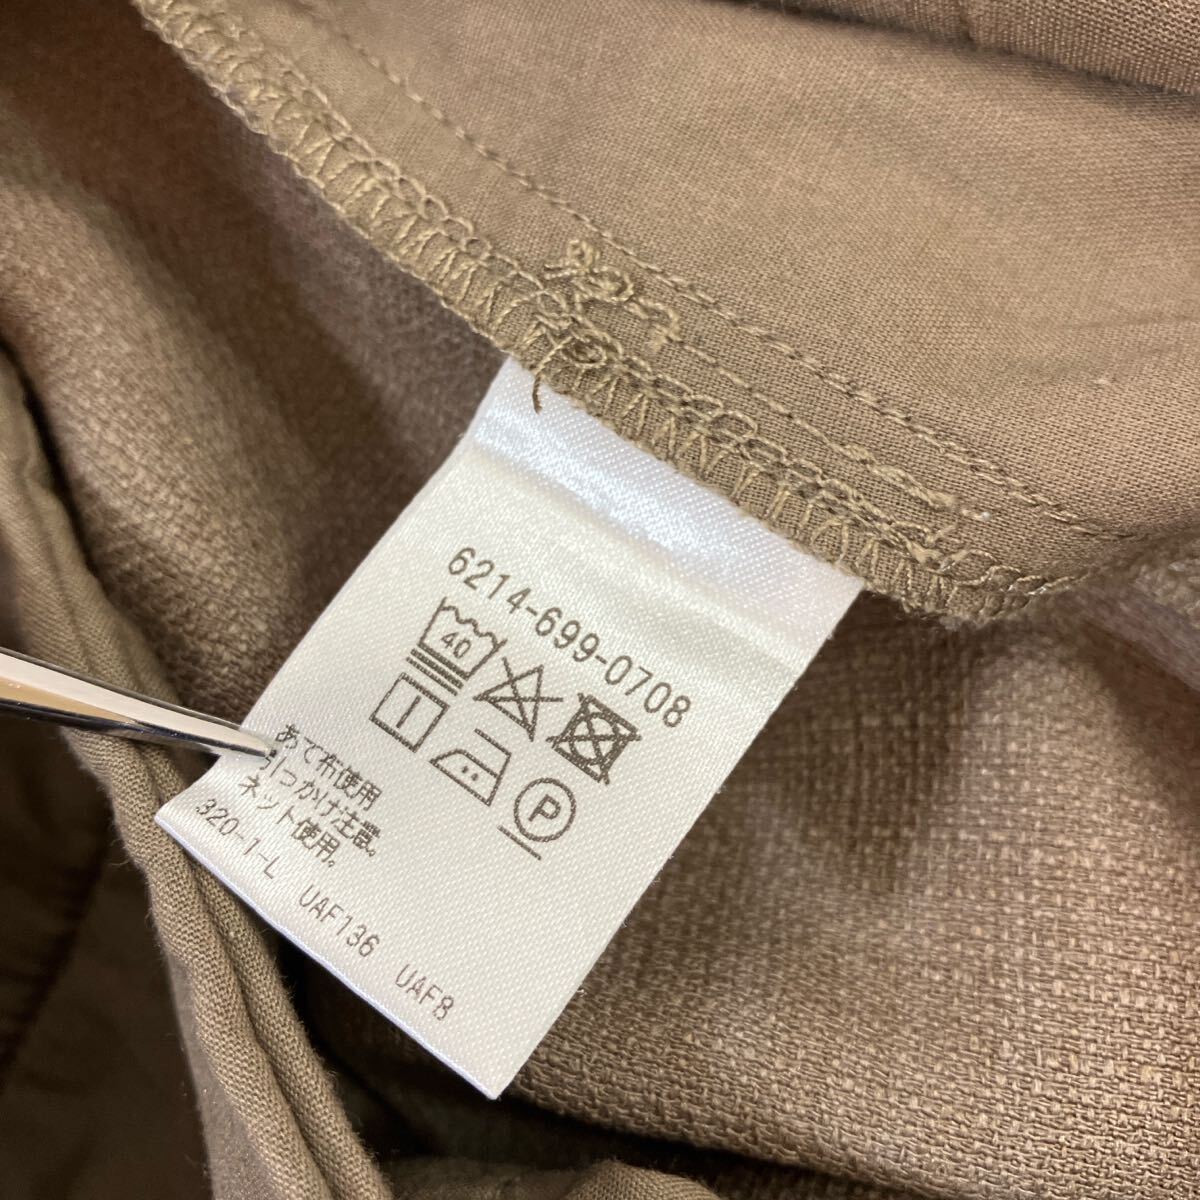 6214-699-0708
40
P
あて布使用
引っかけ注意。
ネット使用。
320-1-L UAF136 UAF8